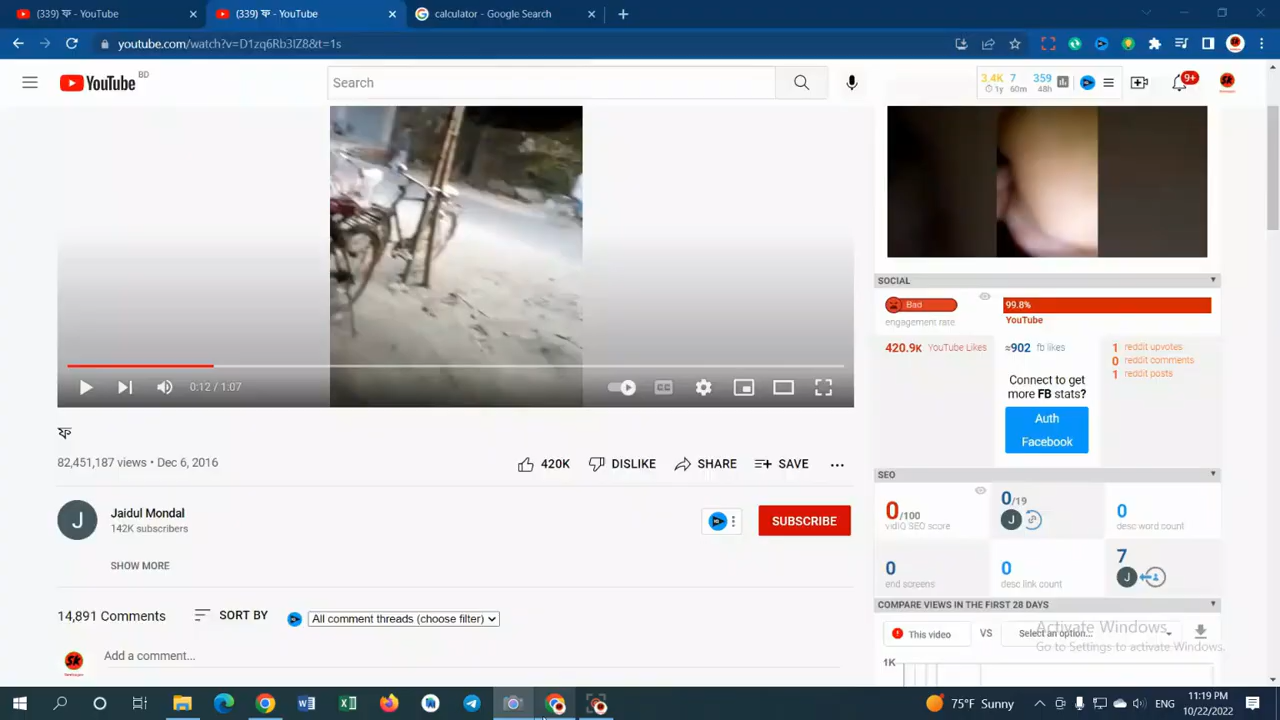 (339) ফ - YouTube
(339) ফ - YouTube
calculator - Google Search
youtube.com/watch?v=D1zq6Rb3IZ8&t=1s
YouTube BD
Search
3.4K 7 359
1y 60m 48h
9+
0:12 / 1:07
ফ
82,451,187 views • Dec 6, 2016
420K DISLIKE SHARE SAVE
J
Jaidul Mondal
142K subscribers
SUBSCRIBE
SHOW MORE
14,891 Comments SORT BY All comment threads (choose filter)
SK Add a comment...
SOCIAL
Bad
engagement rate
99.8%
YouTube
420.9K YouTube Likes
≈902 fb likes
1 reddit upvotes
0 reddit comments
1 reddit posts
Connect to get
more FB stats?
Auth
Facebook
SEO
0/100
vidIQ SEO score
0/19
J
0
desc word count
0
end screens
0
desc link count
7
J
COMPARE VIEWS IN THE FIRST 28 DAYS
This video VS Select an option...
1K
Activate Windows
Go to Settings to activate Windows.
75°F Sunny
ENG
11:19 PM
10/22/2022